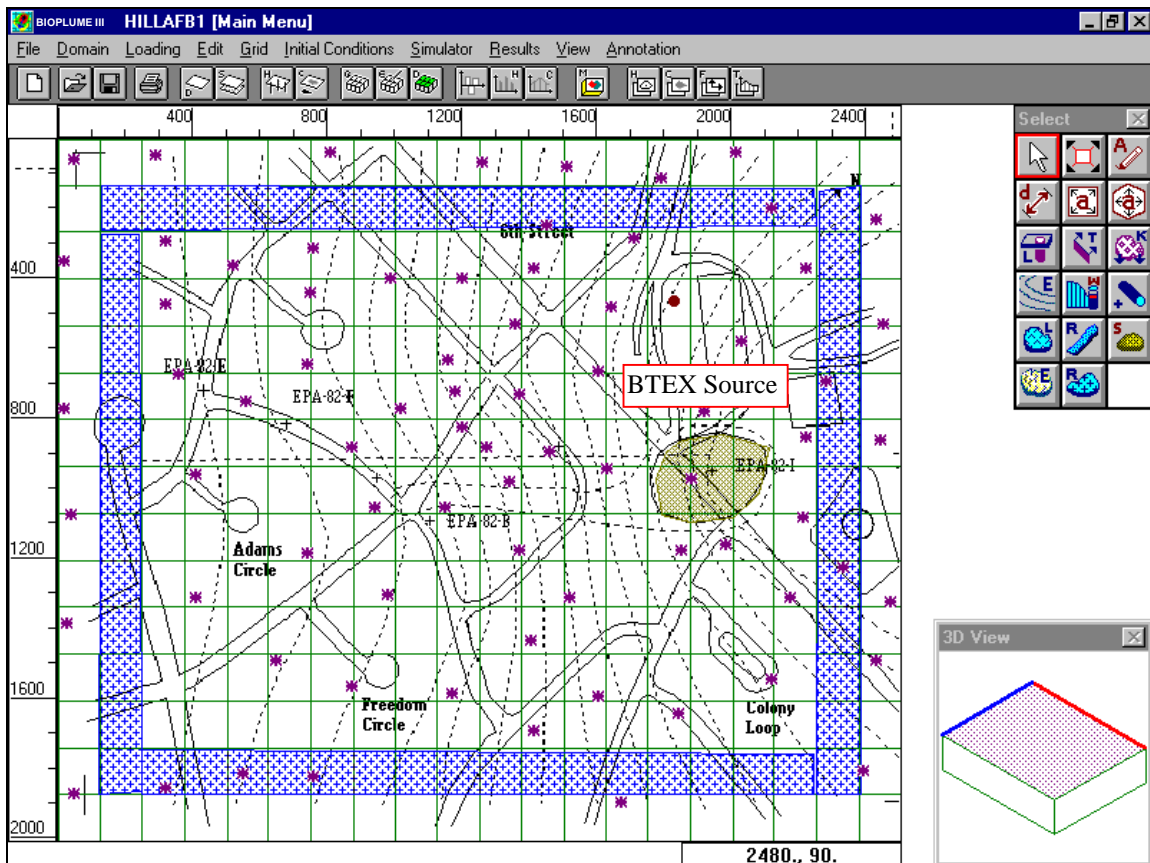 BIOPLUME III HILLAFB1 [Main Menu]
File Domain Loading Edit Grid Initial Conditions Simulator Results View Annotation
D S H C G E D H C M H C F T
400 800 1200 1600 2000 2400
Select
A
d a a
L T K
E W +
L R S
E R
N
6th Street
400
EPA-82-E
EPA-82-F
BTEX Source
800
EPA-82-I
EPA-82-B
1200
Adams
Circle
1600
Freedom
Circle
Colony
Loop
2000
3D View
2480., 90.